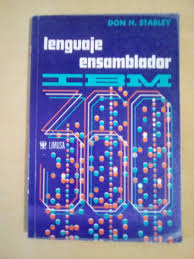 DON H. STABLEY
lenguaje
ensamblador
IBM
360
LIMUSA